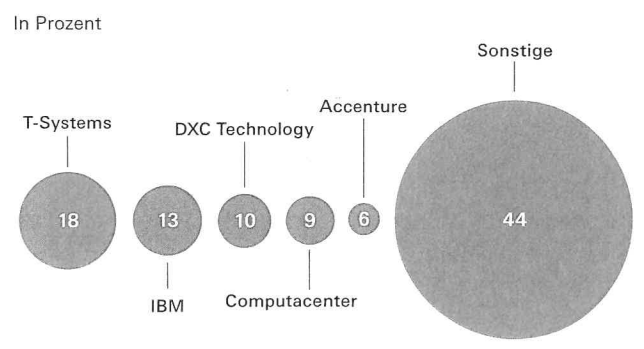 In Prozent
Sonstige
Accenture
T-Systems
DXC Technology
18
13
10
9
6
44
IBM
Computacenter